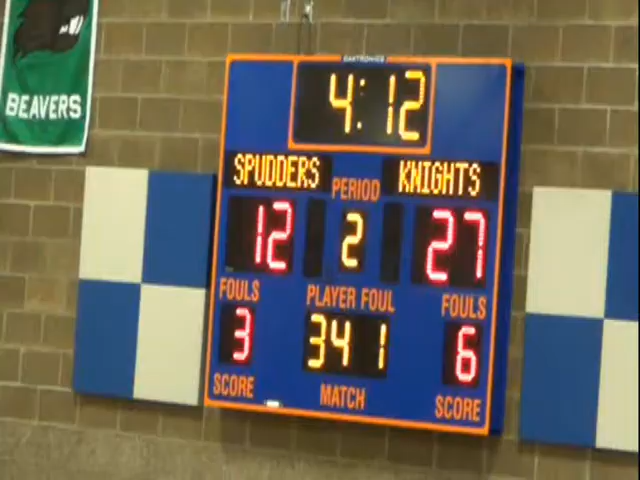 DAKTRONICS
4:12
BEAVERS
SPUDDERS PERIOD KNIGHTS
12 2 27
FOULS PLAYER FOUL FOULS
3 34 1 6
SCORE MATCH SCORE